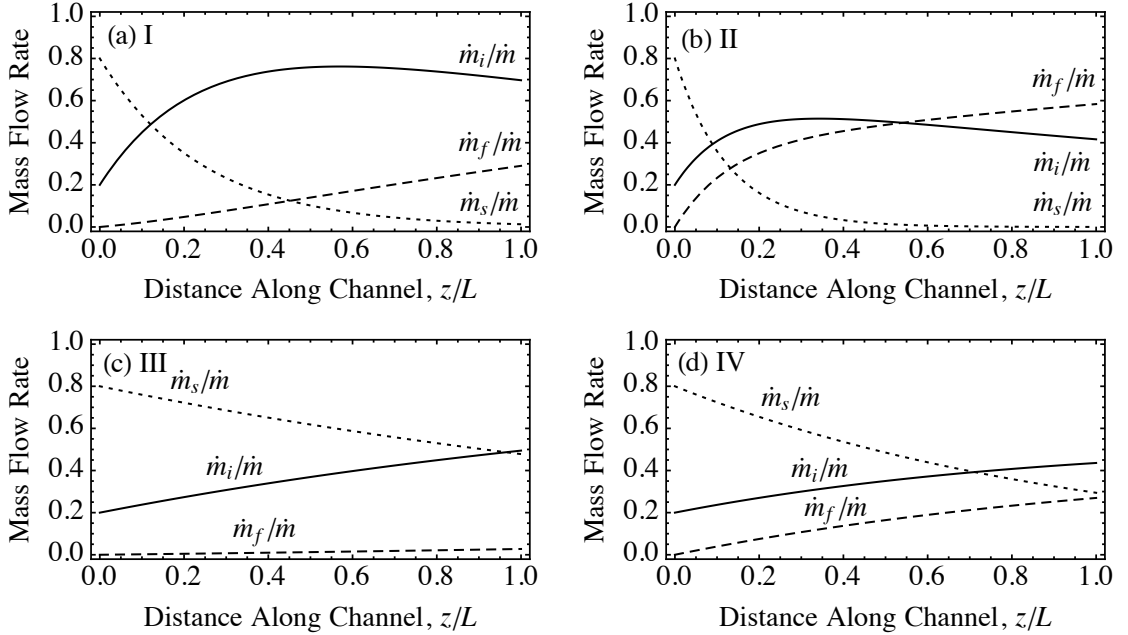 (a) I
ṁ_i/ṁ
ṁ_f/ṁ
ṁ_s/ṁ
Mass Flow Rate
1.0
0.8
0.6
0.4
0.2
0.0
0.0 0.2 0.4 0.6 0.8 1.0
Distance Along Channel, z/L
(b) II
ṁ_f/ṁ
ṁ_i/ṁ
ṁ_s/ṁ
Mass Flow Rate
1.0
0.8
0.6
0.4
0.2
0.0
0.0 0.2 0.4 0.6 0.8 1.0
Distance Along Channel, z/L
(c) III
ṁ_s/ṁ
ṁ_i/ṁ
ṁ_f/ṁ
Mass Flow Rate
1.0
0.8
0.6
0.4
0.2
0.0
0.0 0.2 0.4 0.6 0.8 1.0
Distance Along Channel, z/L
(d) IV
ṁ_s/ṁ
ṁ_i/ṁ
ṁ_f/ṁ
Mass Flow Rate
1.0
0.8
0.6
0.4
0.2
0.0
0.0 0.2 0.4 0.6 0.8 1.0
Distance Along Channel, z/L